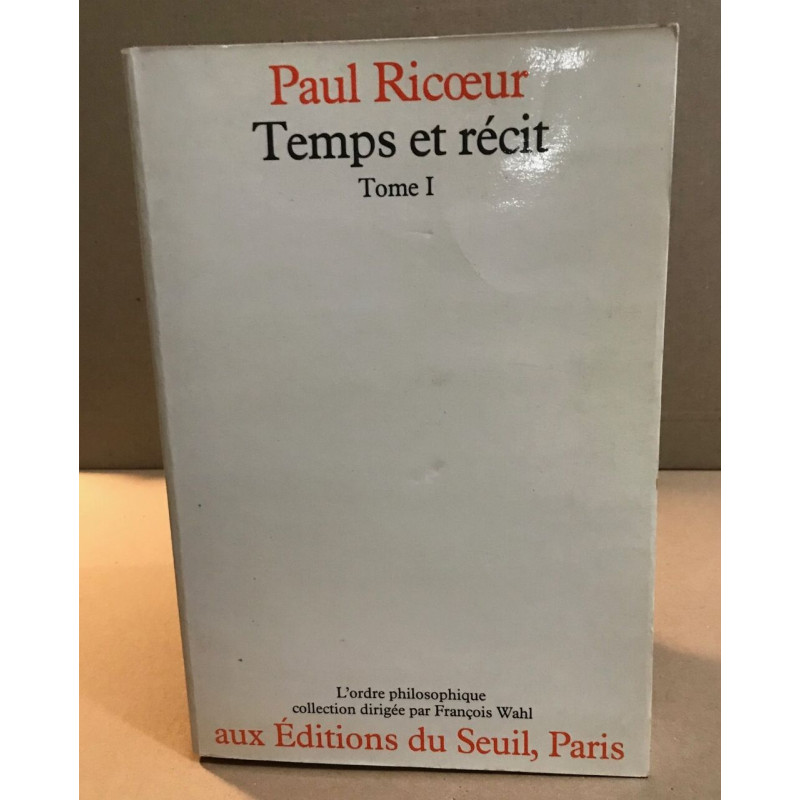 Paul Ricœur
Temps et récit
Tome I
L'ordre philosophique
collection dirigée par François Wahl
aux Éditions du Seuil, Paris